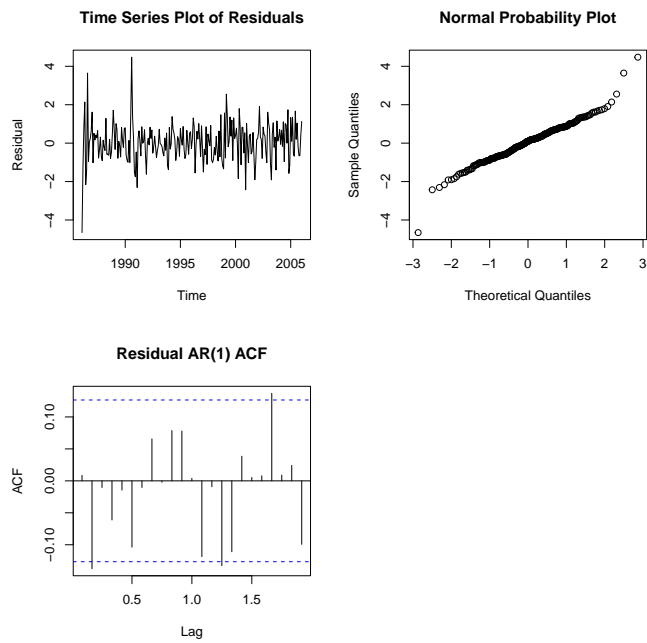 Time Series Plot of Residuals
Residual
4
2
0
−2
−4
1990 1995 2000 2005
Time
Normal Probability Plot
Sample Quantiles
4
2
0
−2
−4
−3 −2 −1 0 1 2 3
Theoretical Quantiles
Residual AR(1) ACF
ACF
0.10
0.00
−0.10
0.5 1.0 1.5
Lag